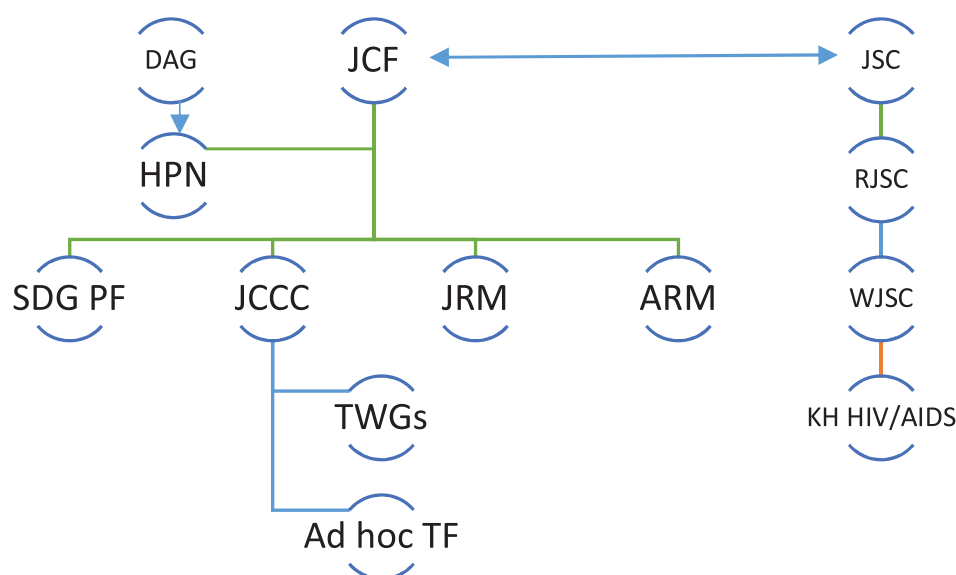 DAG
JCF
JSC
HPN
RJSC
SDG PF
JCCC
JRM
ARM
WJSC
TWGs
KH HIV/AIDS
Ad hoc TF